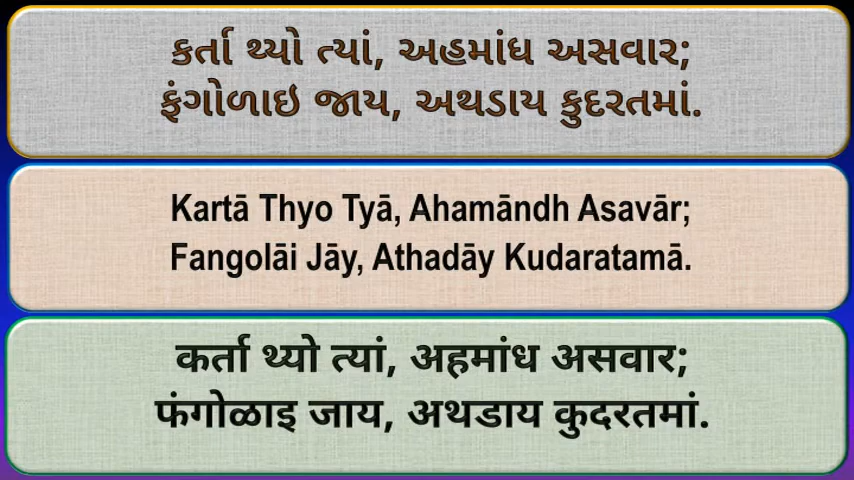 કર્તા થ્યો ત્યાં, અહમાંધ અસવાર;
ફંગોળાઇ જાય, અથડાય કુદરતમાં.
Kartā Thyo Tyā, Ahamāndh Asavār;
Fangolāi Jāy, Athadāy Kudaratamā.
कर्ता थ्यो त्यां, अहमांध असवार;
फंगोळाइ जाय, अथडाय कुदरतमां.